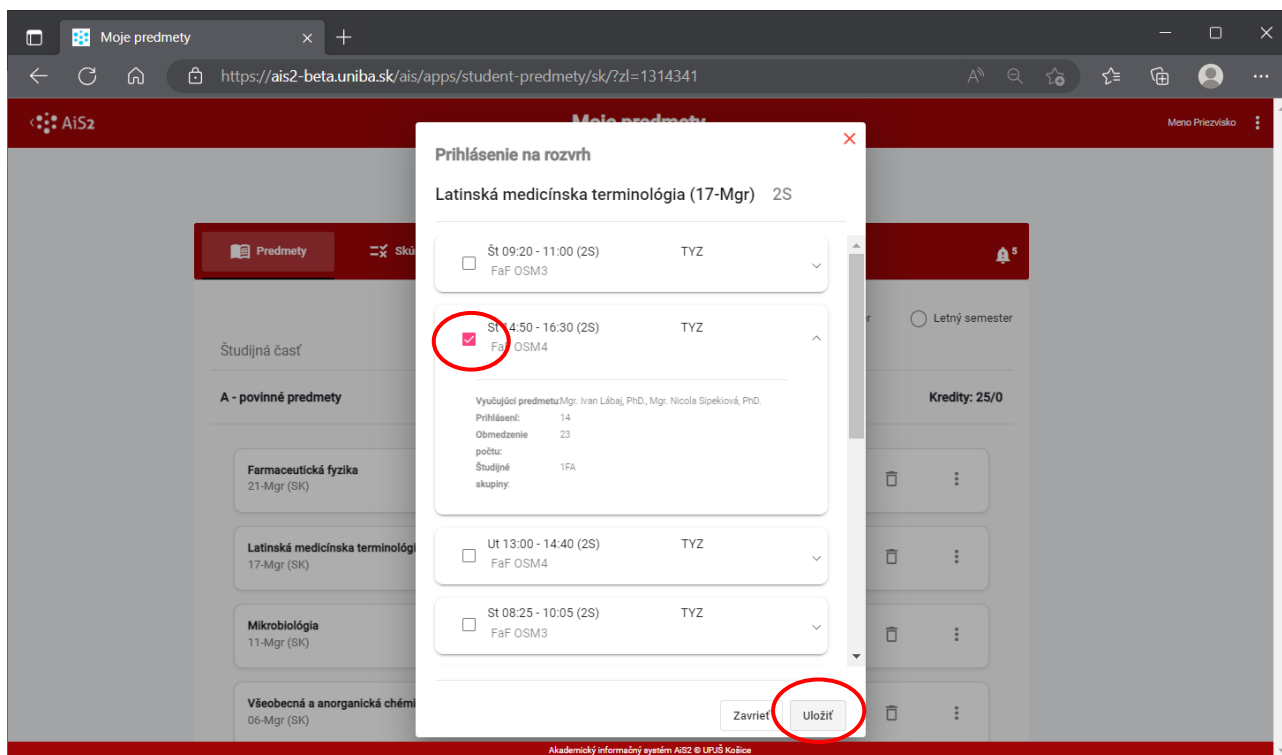 Moje predmety
https://ais2-beta.uniba.sk/ais/apps/student-predmety/sk/?zl=1314341
AiS2
Moje predmety
Meno Priezvisko
Prihlásenie na rozvrh
Latinská medicínska terminológia (17-Mgr) 2S
Predmety
Skú
5
Št 09:20 - 11:00 (2S) TYZ
FaF OSM3
Letný semester
St 14:50 - 16:30 (2S) TYZ
FaF OSM4
Študijná časť
A - povinné predmety
Kredity: 25/0
Vyučujúci predmetu: Mgr. Ivan Lábaj, PhD., Mgr. Nicola Sipekiová, PhD.
Prihlásení: 14
Obmedzenie 23
počtu:
Študijné 1FA
skupiny:
Farmaceutická fyzika
21-Mgr (SK)
Ut 13:00 - 14:40 (2S) TYZ
FaF OSM4
Latinská medicínska terminológi
17-Mgr (SK)
St 08:25 - 10:05 (2S) TYZ
FaF OSM3
Mikrobiológia
11-Mgr (SK)
Všeobecná a anorganická chémi
06-Mgr (SK)
Zavrieť Uložiť
Akademický informačný systém AiS2 © UPJŠ Košice